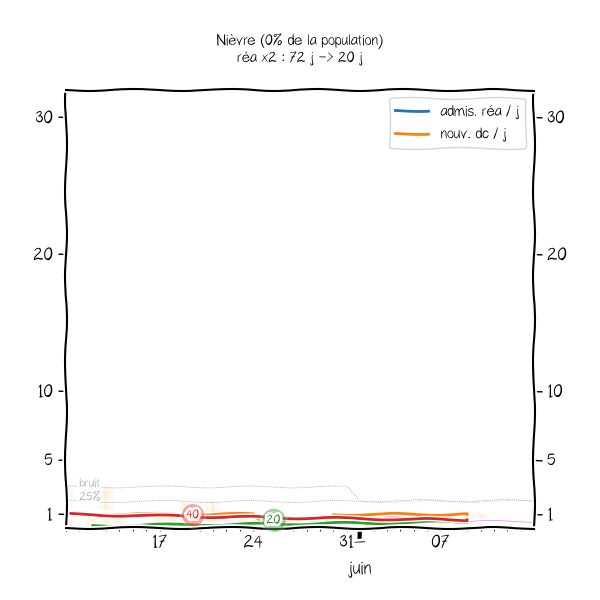 Nièvre (0% de la population)
réa x2 : 72 j -> 20 j
admis. réa / j
nouv. dc / j
30
30
20
20
10
10
5
5
bruit
25%
1
40
20
1
17
24
31
07
juin